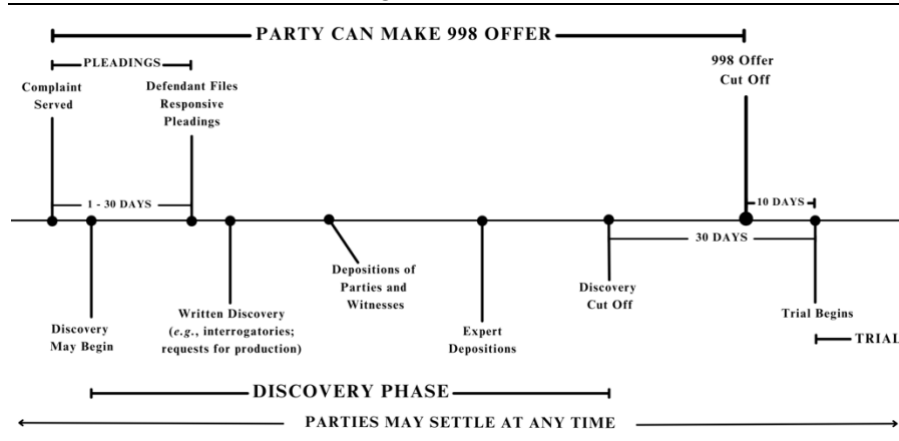 PARTY CAN MAKE 998 OFFER
PLEADINGS
998 Offer
Cut Off
Complaint
Served
Defendant Files
Responsive
Pleadings
1 - 30 DAYS
10 DAYS
30 DAYS
Discovery
May Begin
Written Discovery
(e.g., interrogatories;
requests for production)
Depositions of
Parties and
Witnesses
Expert
Depositions
Discovery
Cut Off
Trial Begins
TRIAL
DISCOVERY PHASE
PARTIES MAY SETTLE AT ANY TIME